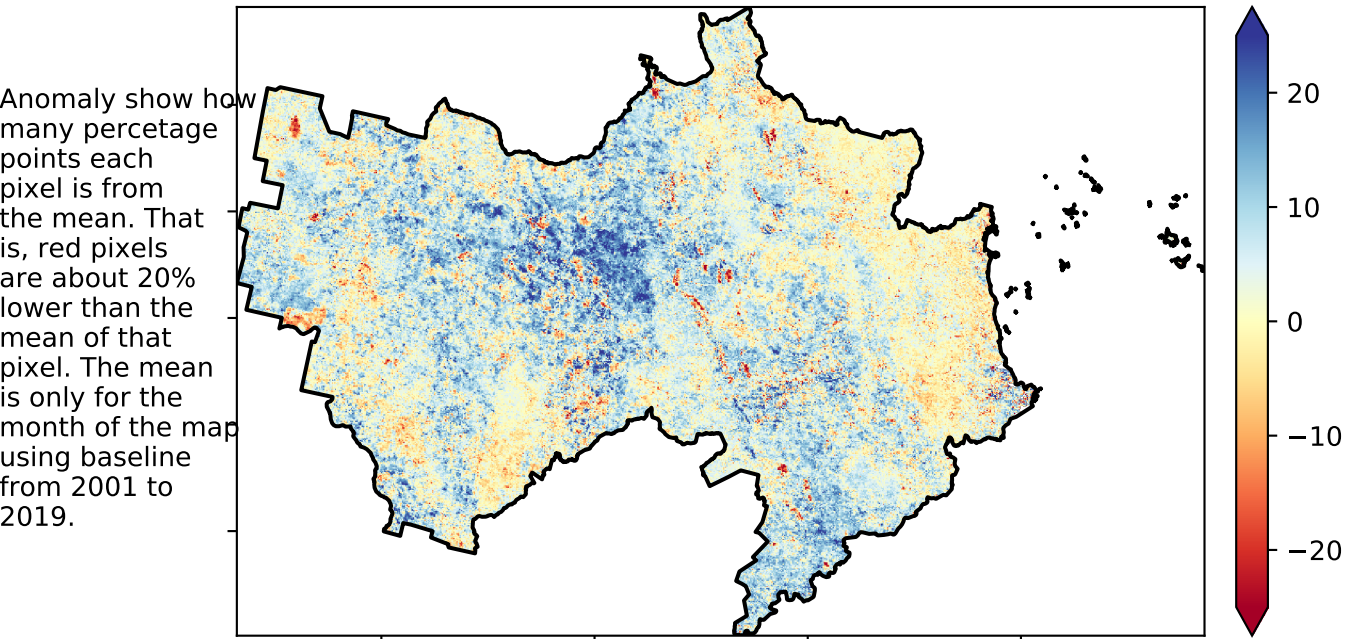 Anomaly show how
many percetage
points each
pixel is from
the mean. That
is, red pixels
are about 20%
lower than the
mean of that
pixel. The mean
is only for the
month of the map
using baseline
from 2001 to
2019.
20
10
0
−10
−20